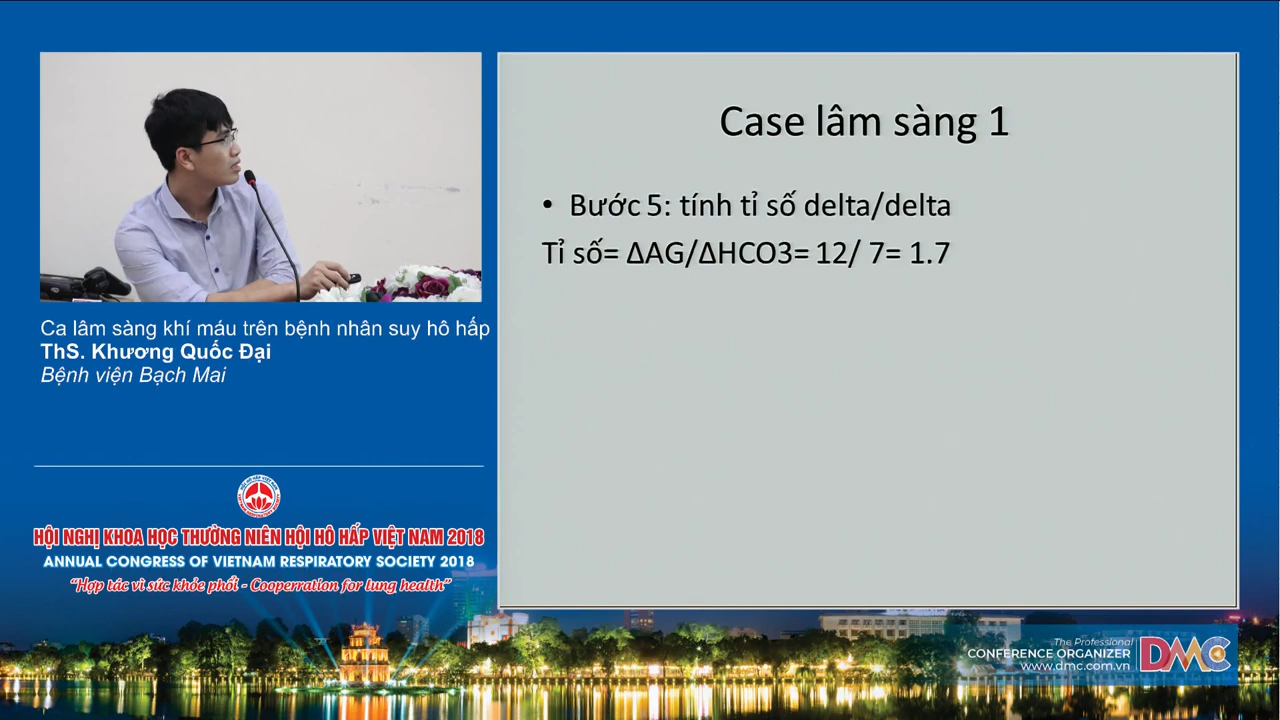 Case lâm sàng 1
• Bước 5: tính tỉ số delta/delta
Tỉ số= ΔAG/ΔHCO3= 12/ 7= 1.7
Ca lâm sàng khí máu trên bệnh nhân suy hô hấp
ThS. Khương Quốc Đại
Bệnh viện Bạch Mai
HỘI NGHỊ KHOA HỌC THƯỜNG NIÊN HỘI HÔ HẤP VIỆT NAM 2018
ANNUAL CONGRESS OF VIETNAM RESPIRATORY SOCIETY 2018
"Hợp tác vì sức khỏe phổi - Cooperration for lung health"
The Professional
CONFERENCE ORGANIZER
www.dmc.com.vn
DMC